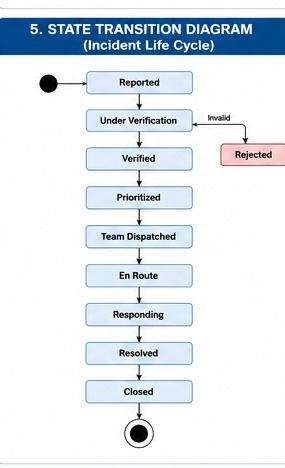 5. STATE TRANSITION DIAGRAM
(Incident Life Cycle)
Reported
Under Verification
Invalid
Verified
Rejected
Prioritized
Team Dispatched
En Route
Responding
Resolved
Closed